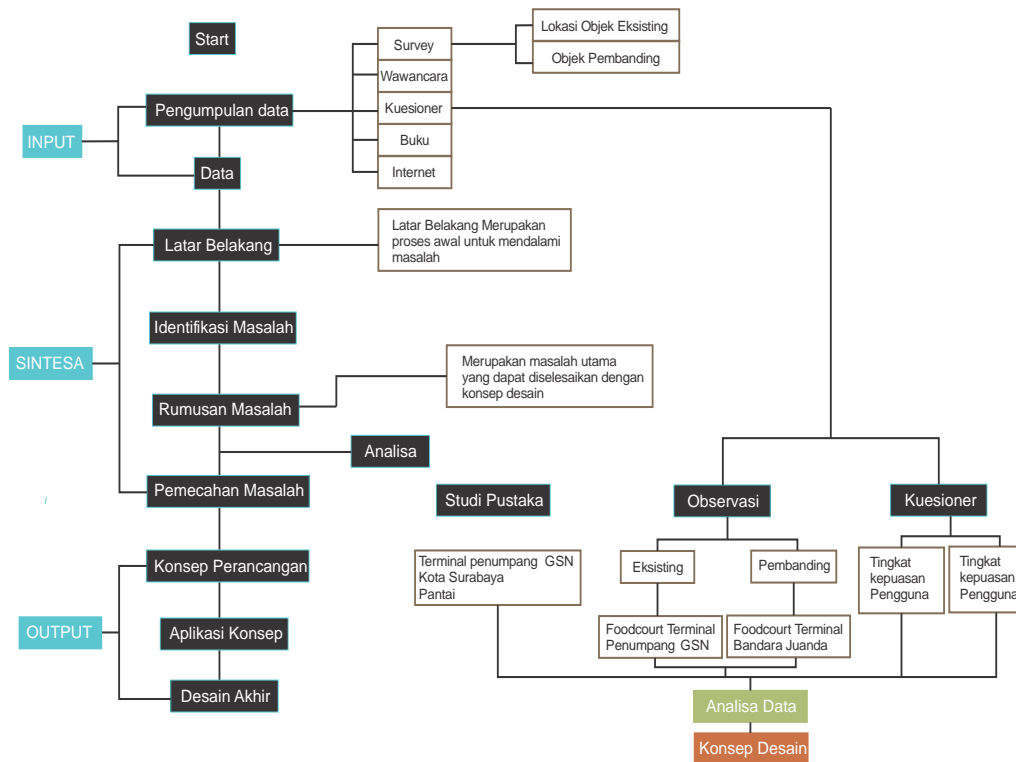 Start
Survey
Wawancara
Kuesioner
Buku
Internet
Lokasi Objek Eksisting
Objek Pembanding
INPUT
Pengumpulan data
Data
SINTESA
Latar Belakang
Latar Belakang Merupakan
proses awal untuk mendalami
masalah
Identifikasi Masalah
Rumusan Masalah
Merupakan masalah utama
yang dapat diselesaikan dengan
konsep desain
Analisa
Pemecahan Masalah
OUTPUT
Konsep Perancangan
Aplikasi Konsep
Desain Akhir
Studi Pustaka
Terminal penumpang GSN
Kota Surabaya
Pantai
Observasi
Eksisting
Pembanding
Foodcourt Terminal
Penumpang GSN
Foodcourt Terminal
Bandara Juanda
Kuesioner
Tingkat
kepuasan
Pengguna
Tingkat
kepuasan
Pengguna
Analisa Data
Konsep Desain